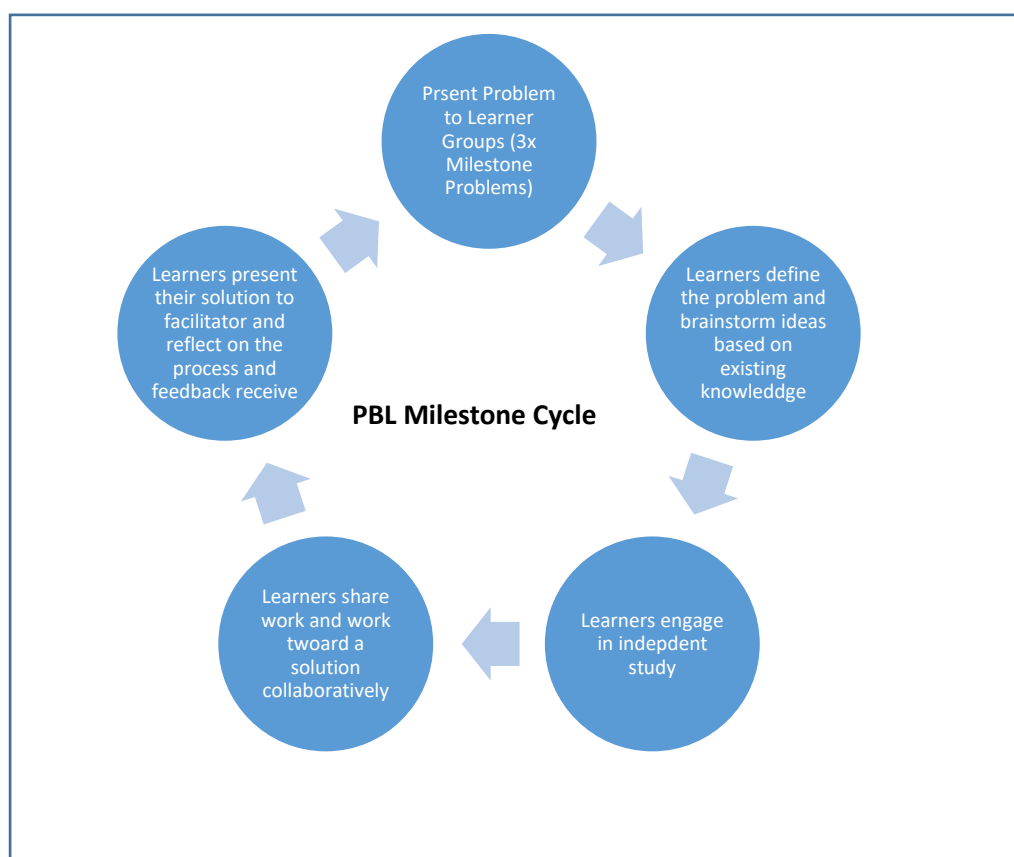 Prsent Problem
to Learner
Groups (3x
Milestone
Problems)
Learners define
the problem and
brainstorm ideas
based on
existing
knowleddge
Learners engage
in indepdent
study
Learners share
work and work
twoard a
solution
collaboratively
Learners present
their solution to
facilitator and
reflect on the
process and
feedback receive
PBL Milestone Cycle